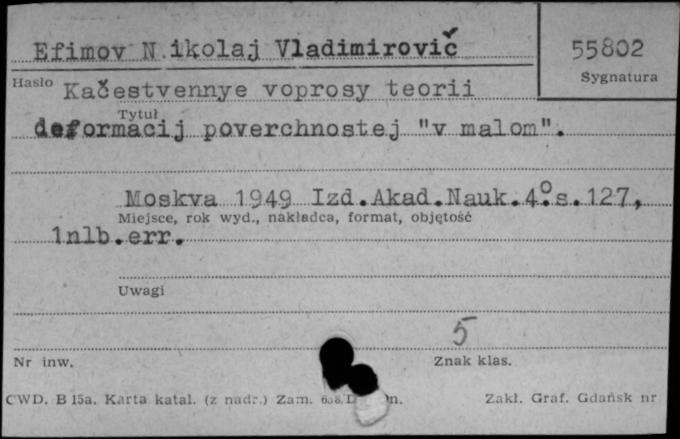 Efimov N.ikolaj Vladimirovič
55802
Hasło
Sygnatura
Kačestvennye voprosy teorii
Tytuł
deformacij poverchnostej "v malom".
Moskva 1949 Izd.Akad.Nauk.4°.s.127,
Miejsce, rok wyd., nakładca, format, objętość
1nlb.err.
Uwagi
5
Nr inw.
Znak klas.
CWD. B 15a. Karta katal. (z nadr.) Zam.
Zakł. Graf. Gdańsk nr